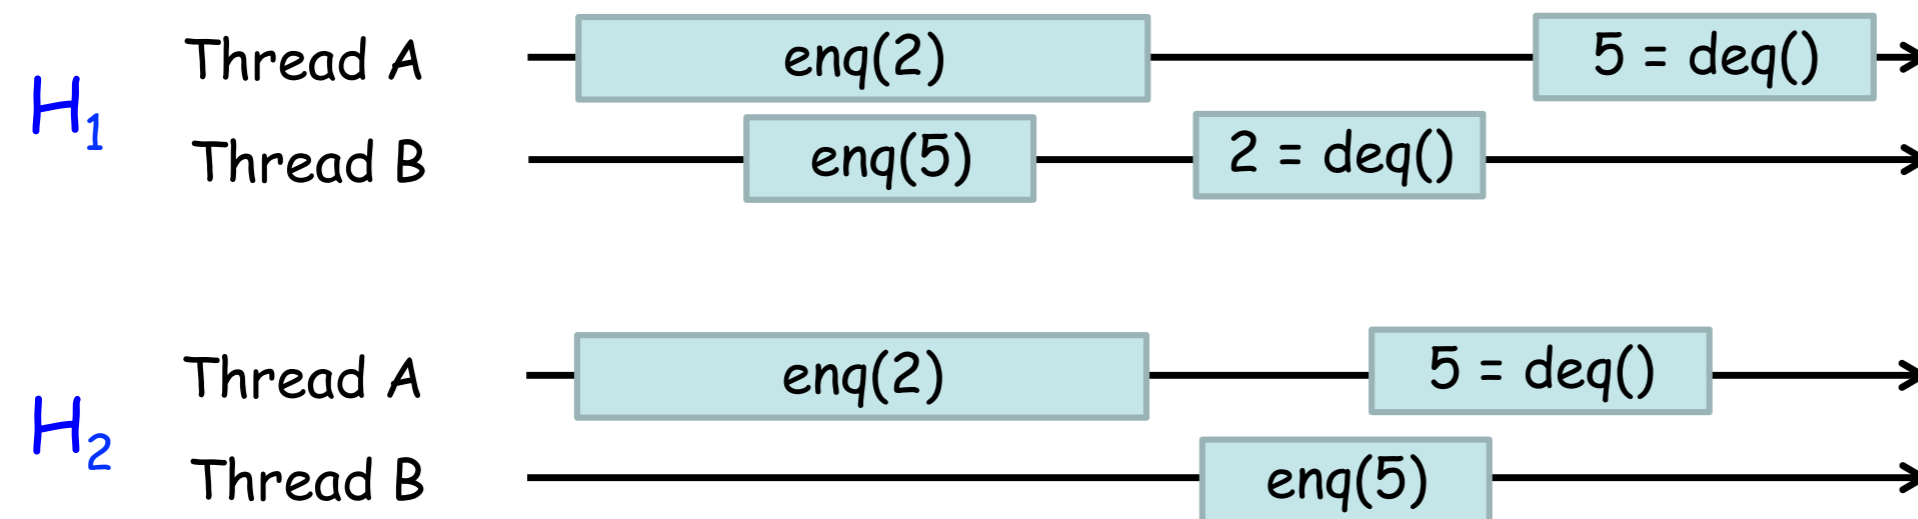 H1
Thread A enq(2) 5 = deq()
Thread B enq(5) 2 = deq()
H2
Thread A enq(2) 5 = deq()
Thread B enq(5)